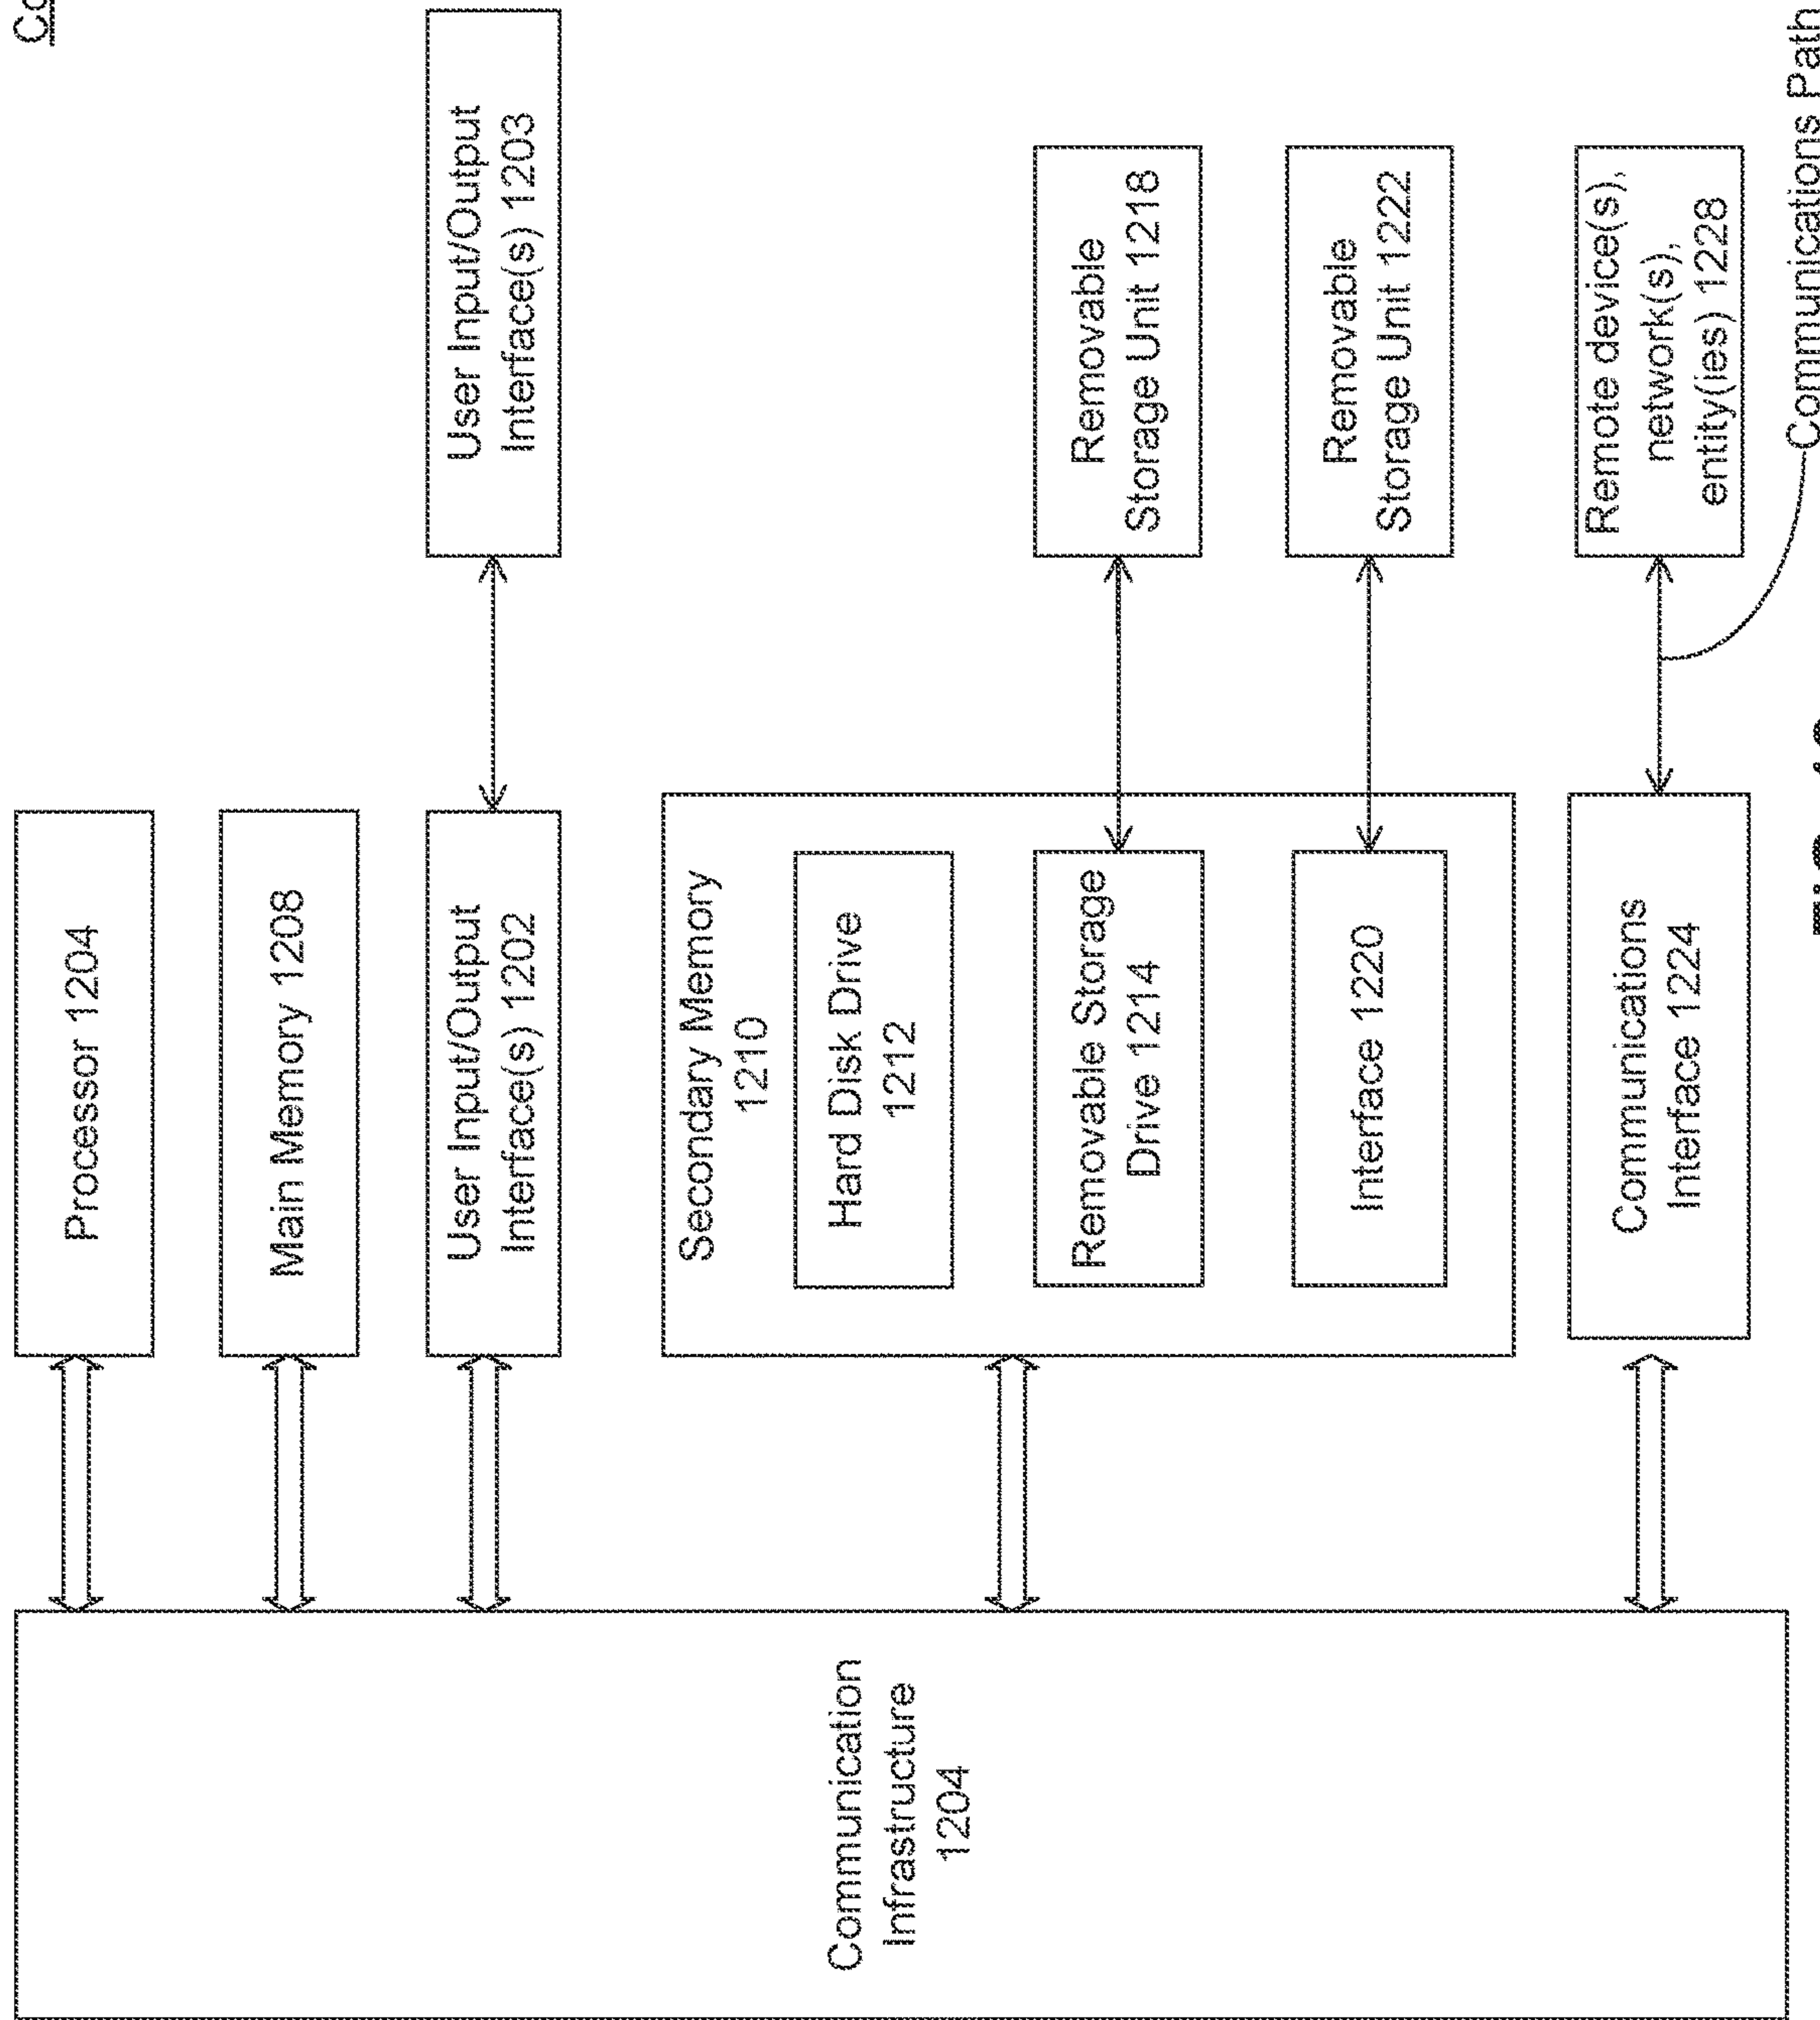 Processor 1204
Main Memory 1208
User Input/Output
Interface(s) 1202
User Input/Output
Interface(s) 1203
Communication
Infrastructure
1204
Secondary Memory
1210
Hard Disk Drive
1212
Removable Storage
Drive 1214
Removable
Storage Unit 1218
Interface 1220
Removable
Storage Unit 1222
Communications
Interface 1224
Remote device(s),
network(s),
entity(ies) 1228
Communications Path